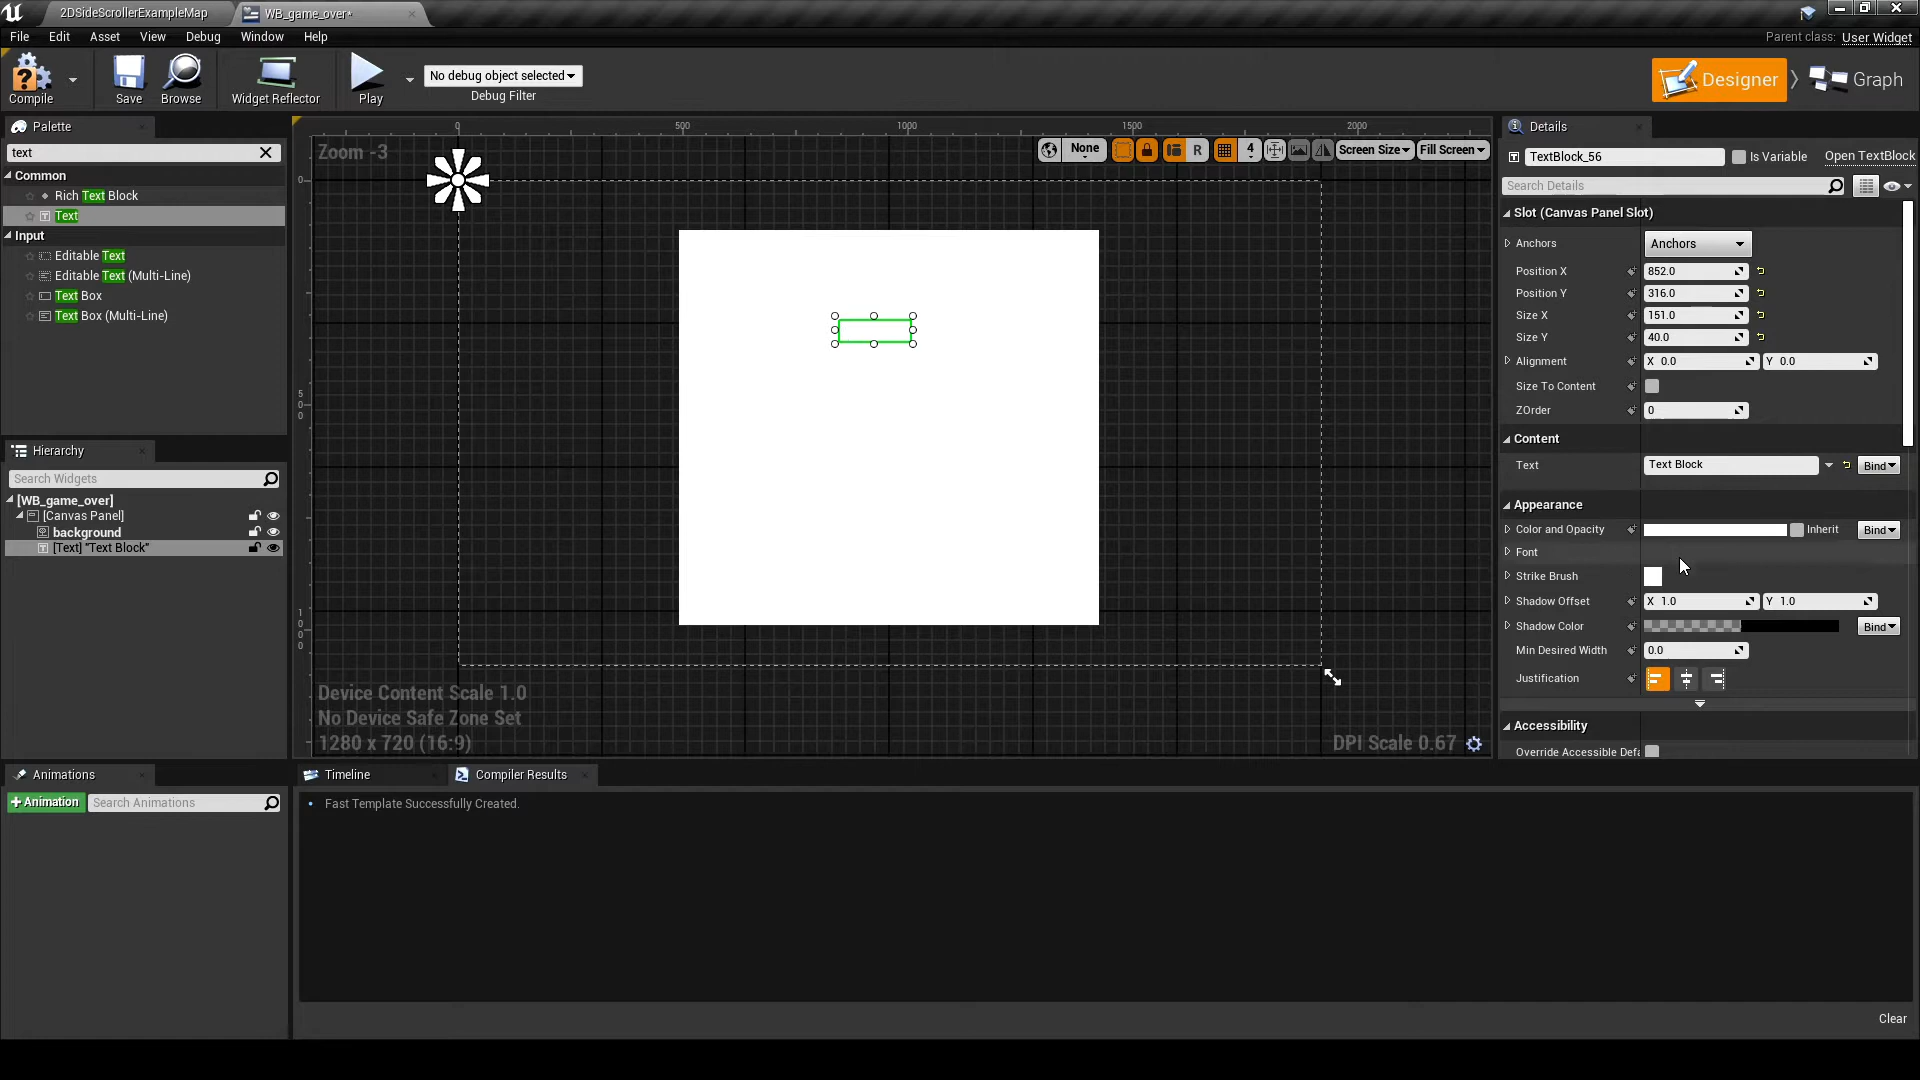 2DSideScrollerExampleMap
WB_game_over*
File Edit Asset View Window Debug Window Help
Parent class: User Widget
Compile
Save
Browse
Widget Reflector
Play
No debug object selected
Debug Filter
Designer
Graph
Palette
text
Common
Rich Text Block
Text
Input
Editable Text
Editable Text (Multi-Line)
Text Box
Text Box (Multi-Line)
Hierarchy
Search Widgets
[WB_game_over]
[Canvas Panel]
background
[Text] "Text Block"
Animations
+ Animation
Search Animations
0 500 1000 1500 2000
Zoom -3
None
R
4
Screen Size
Fill Screen
0
500
1000
Device Content Scale 1.0
No Device Safe Zone Set
1280 x 720 (16:9)
DPI Scale 0.67
Timeline
Compiler Results
Fast Template Successfully Created.
Clear
Details
TextBlock_56
Is Variable
Open TextBlock
Search Details
Slot (Canvas Panel Slot)
Anchors Anchors
Position X 852.0
Position Y 316.0
Size X 151.0
Size Y 40.0
Alignment X 0.0 Y 0.0
Size To Content
ZOrder 0
Content
Text Text Block Bind
Appearance
Color and Opacity Inherit Bind
Font
Strike Brush
Shadow Offset X 1.0 Y 1.0
Shadow Color Bind
Min Desired Width 0.0
Justification
Accessibility
Override Accessible Defa